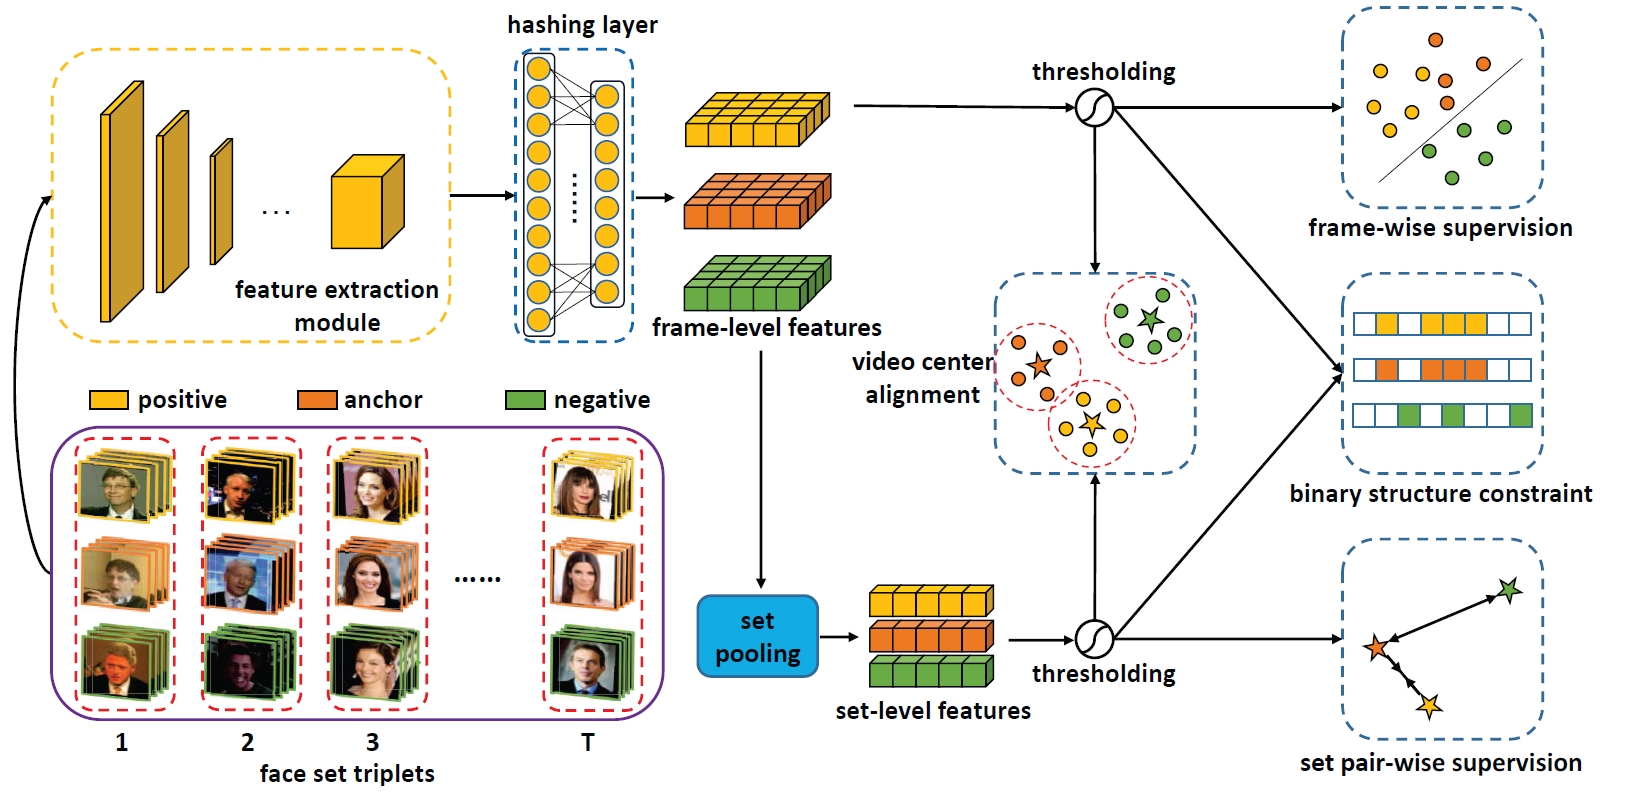 hashing layer
thresholding
feature extraction
module
. . .
frame-level features
frame-wise supervision
video center
alignment
positive
anchor
negative
binary structure constraint
......
set
pooling
thresholding
set-level features
1
2
3
T
face set triplets
set pair-wise supervision